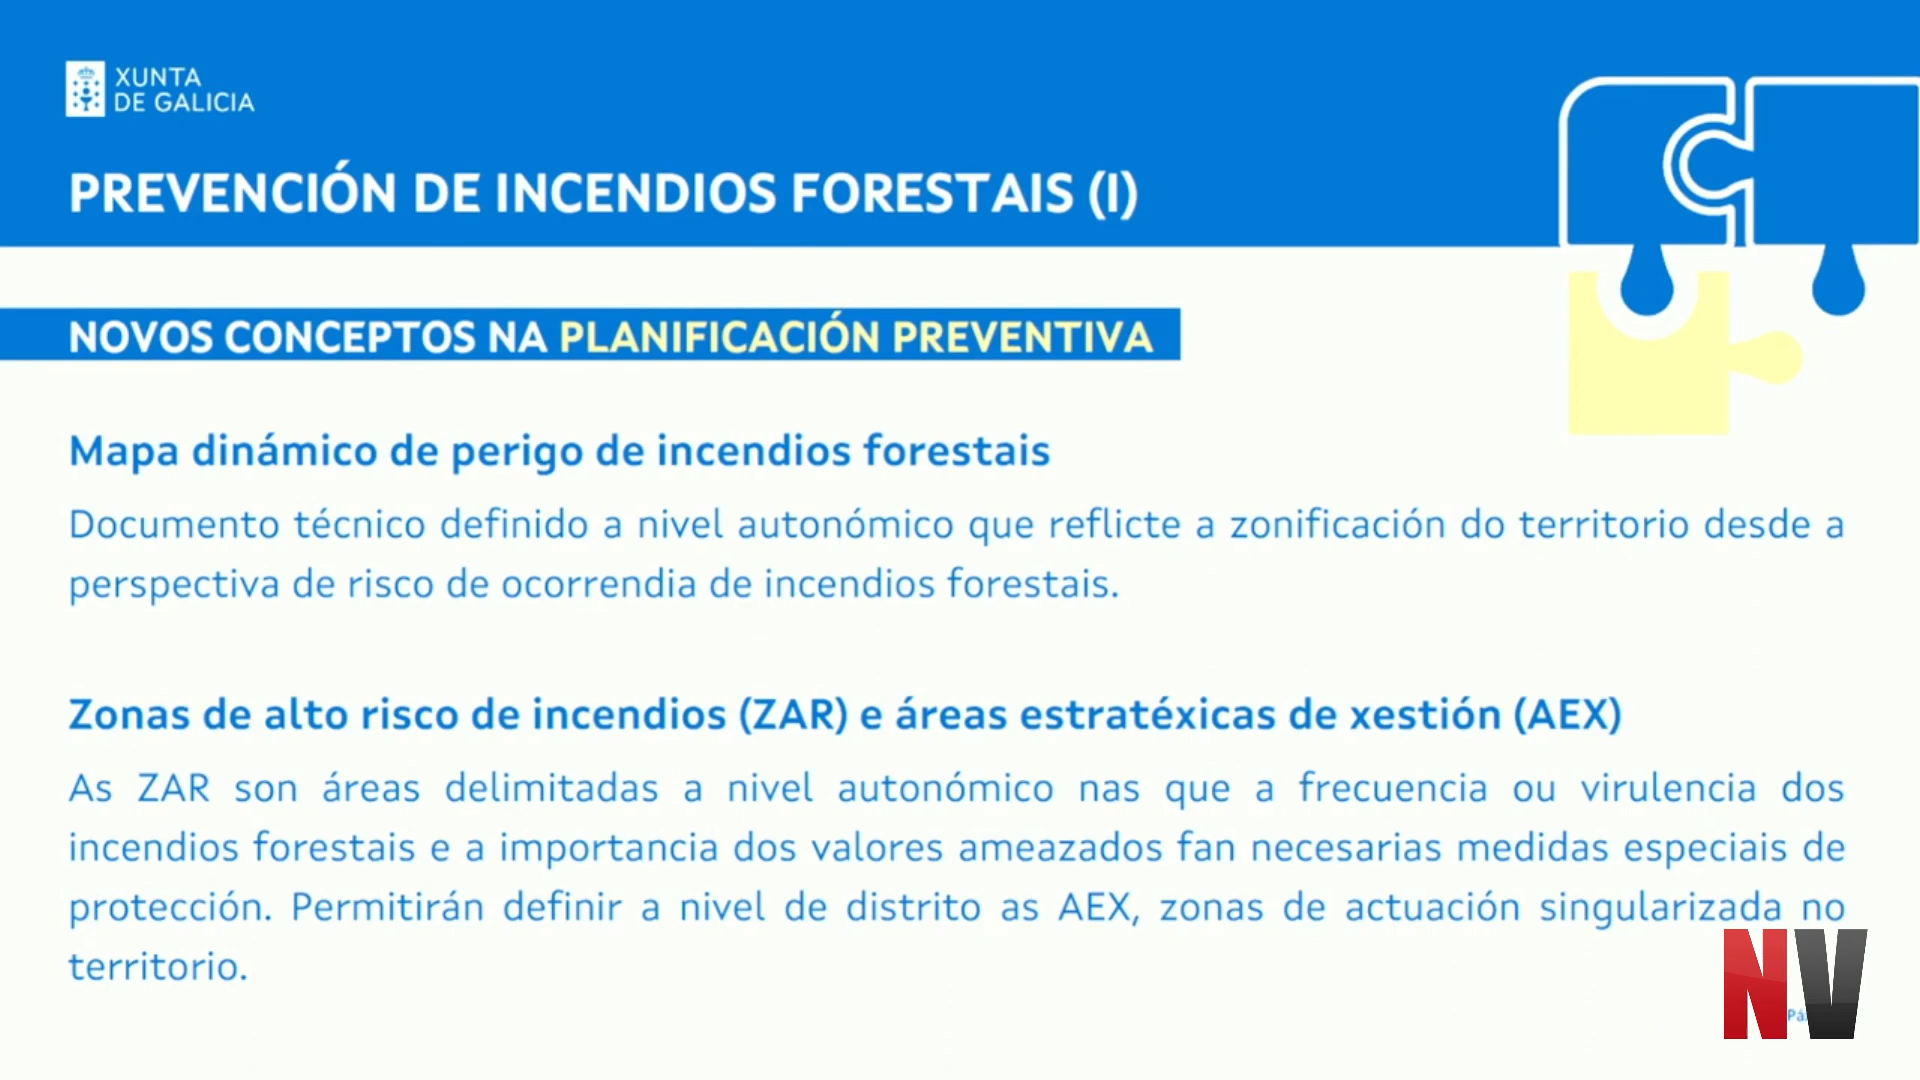 XUNTA
DE GALICIA
PREVENCIÓN DE INCENDIOS FORESTAIS (I)
NOVOS CONCEPTOS NA PLANIFICACIÓN PREVENTIVA
Mapa dinámico de perigo de incendios forestais
Documento técnico definido a nivel autonómico que reflicte a zonificación do territorio desde a
perspectiva de risco de ocorrendia de incendios forestais.
Zonas de alto risco de incendios (ZAR) e áreas estratéxicas de xestión (AEX)
As ZAR son áreas delimitadas a nivel autonómico nas que a frecuencia ou virulencia dos
incendios forestais e a importancia dos valores ameazados fan necesarias medidas especiais de
protección. Permitirán definir a nivel de distrito as AEX, zonas de actuación singularizada no
territorio.
NV